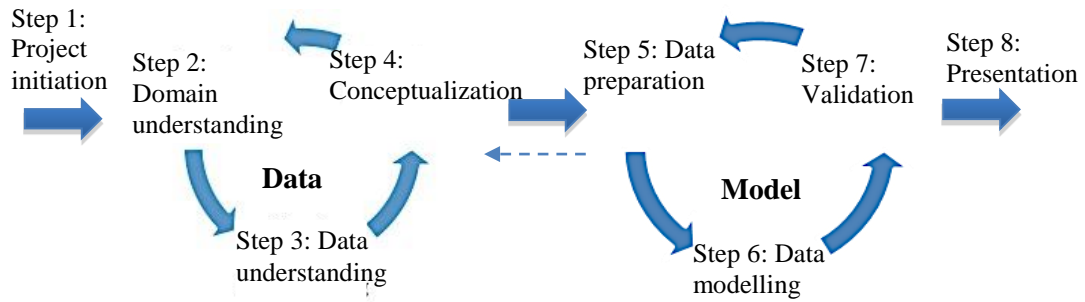 Step 1:
Project
initiation
Step 2:
Domain
understanding
Step 4:
Conceptualization
Data
Step 3: Data
understanding
Step 5: Data
preparation
Step 7:
Validation
Model
Step 6: Data
modelling
Step 8:
Presentation